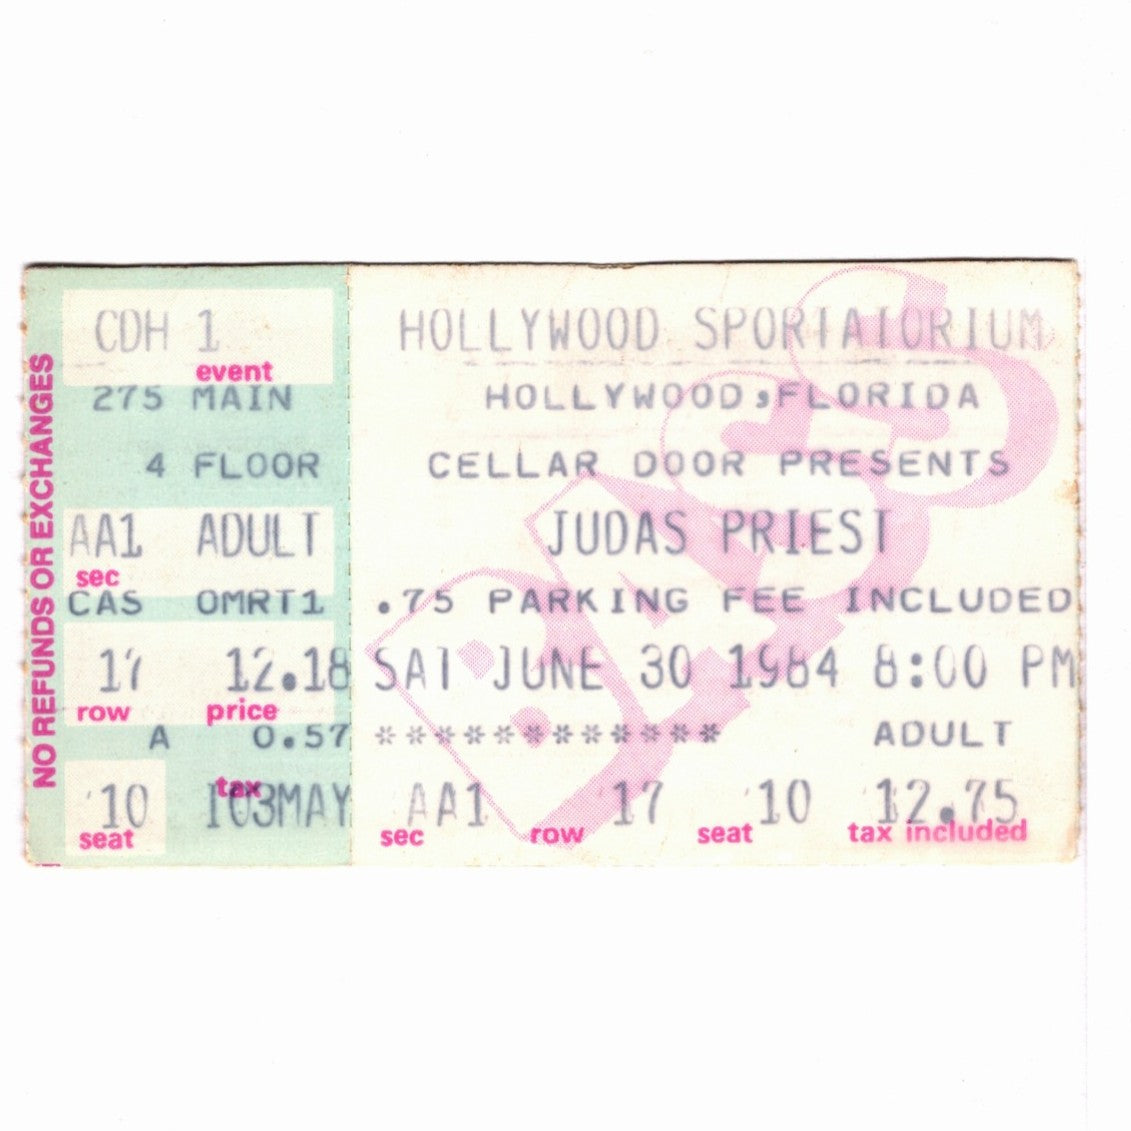 NO REFUNDS OR EXCHANGES
CDH 1
event
275 MAIN
4 FLOOR
AA1 ADULT
sec
CAS OMRT1
17 12.18
row price
A 0.57
tax
10 103MAY
seat
BASS
HOLLYWOOD SPORTATORIUM
HOLLYWOOD,FLORIDA
CELLAR DOOR PRESENTS
JUDAS PRIEST
.75 PARKING FEE INCLUDED
SAT JUNE 30 1984 8:00 PM
************ ADULT
AA1 17 10 12.75
sec row seat tax included